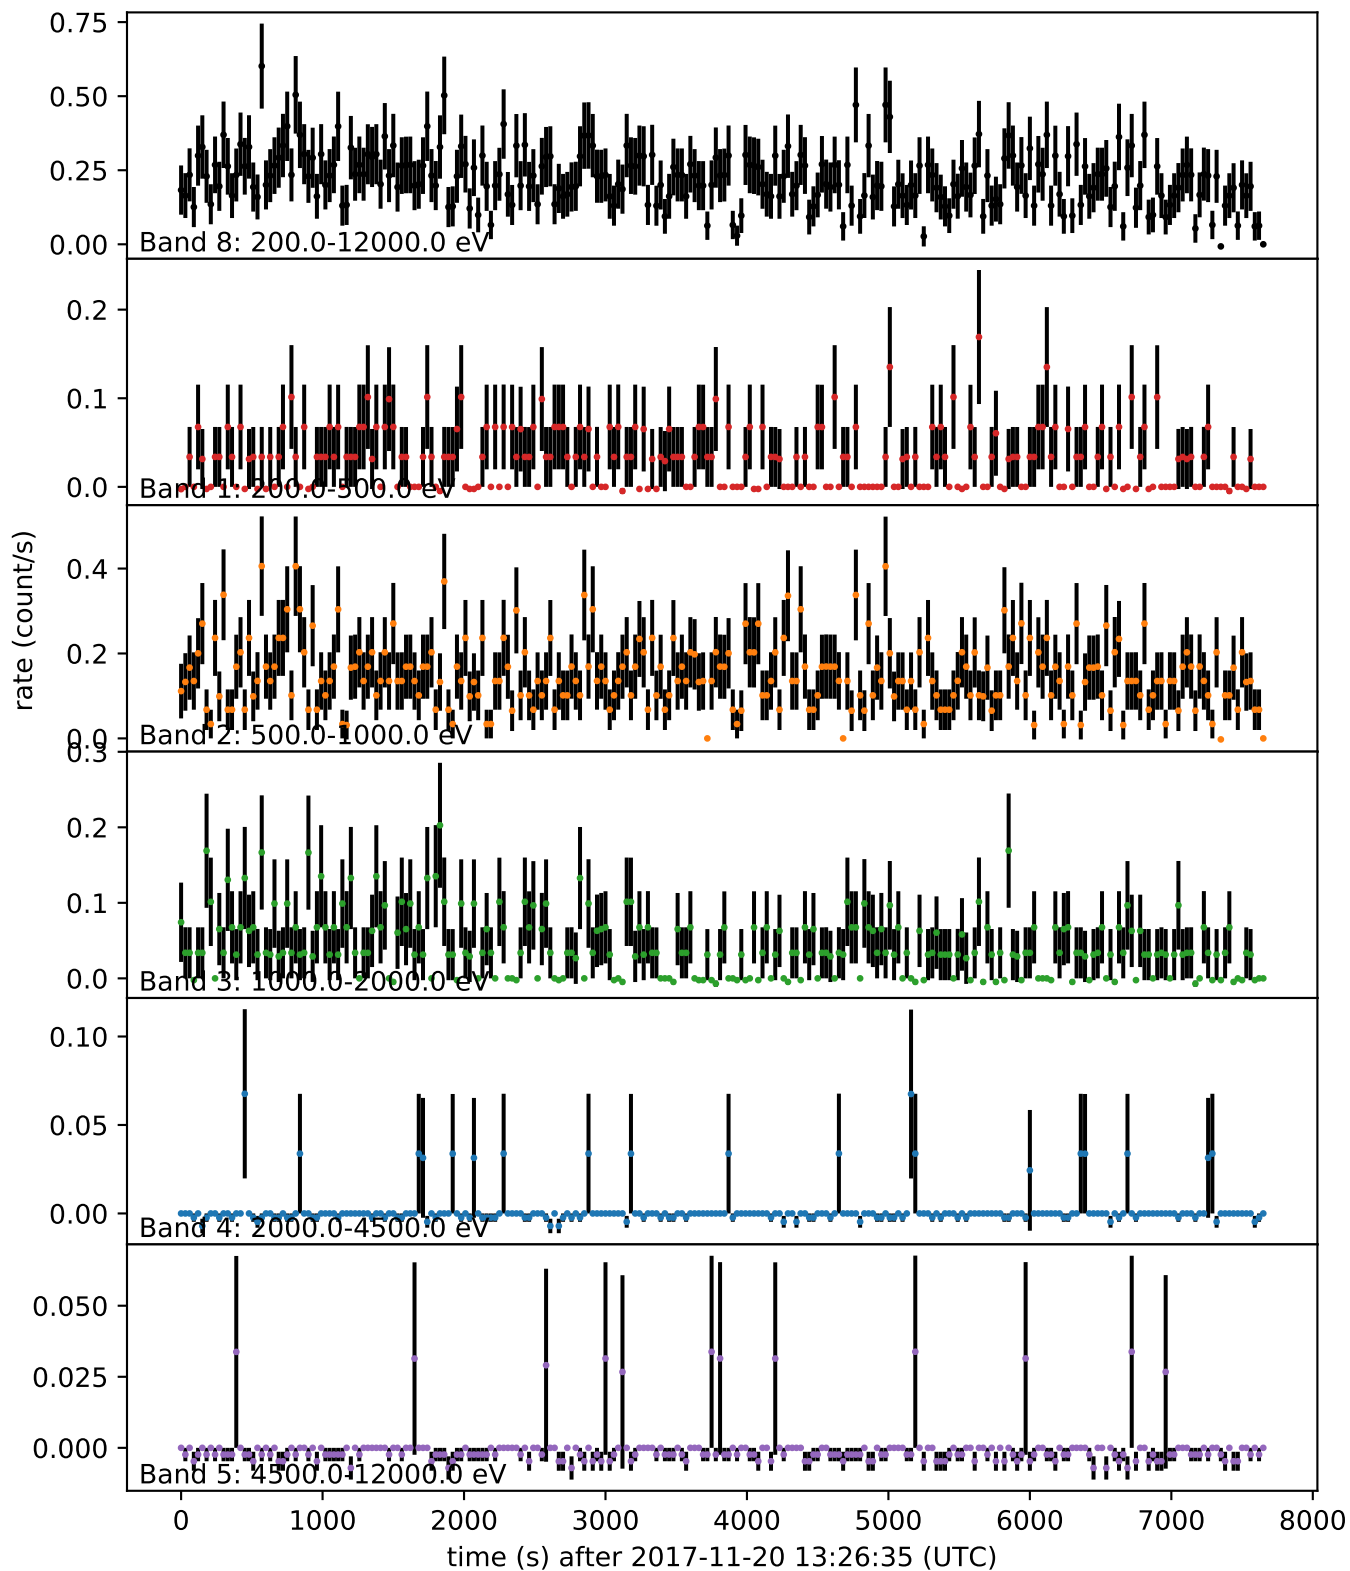 0.75
0.50
0.25
0.00
Band 8: 200.0-12000.0 eV
0.2
0.1
0.0
Band 1: 200.0-500.0 eV
rate (count/s)
0.4
0.2
0.0
Band 2: 500.0-1000.0 eV
0.3
0.2
0.1
0.0
Band 3: 1000.0-2000.0 eV
0.10
0.05
0.00
Band 4: 2000.0-4500.0 eV
0.050
0.025
0.000
Band 5: 4500.0-12000.0 eV
0 1000 2000 3000 4000 5000 6000 7000 8000
time (s) after 2017-11-20 13:26:35 (UTC)